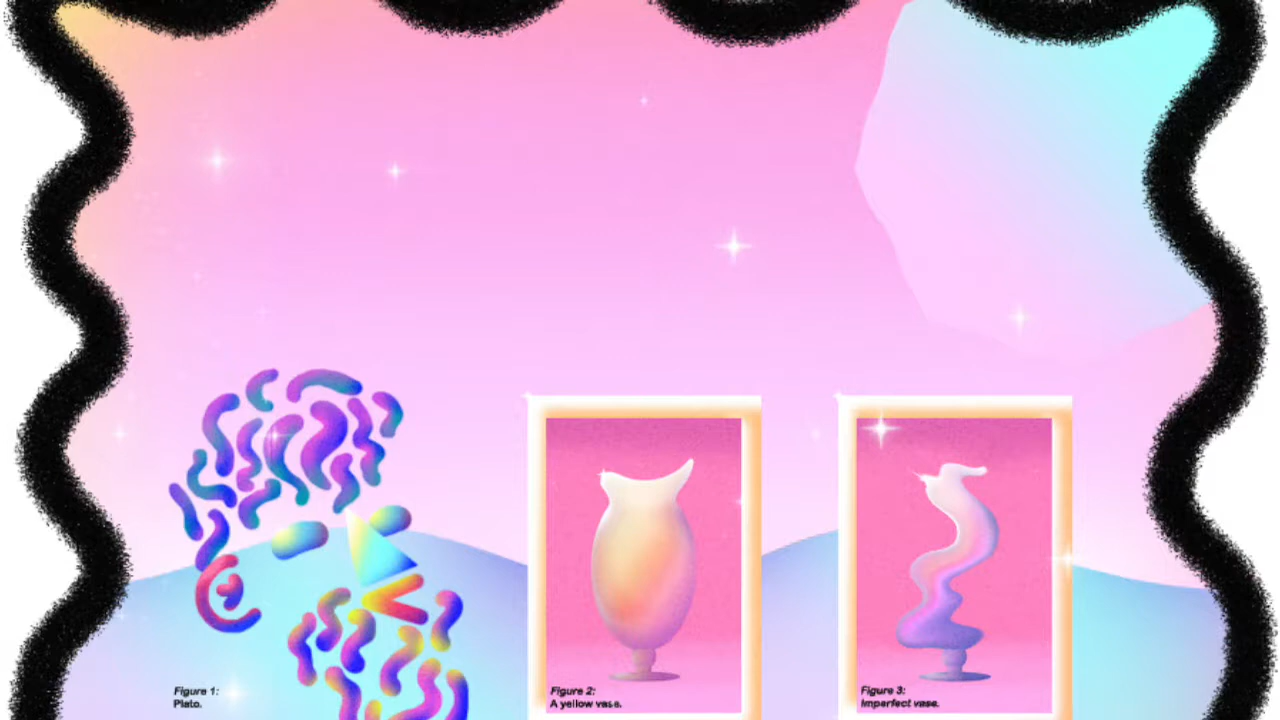 Figure 1:
Plato.
Figure 2:
A yellow vase.
Figure 3:
Imperfect vase.